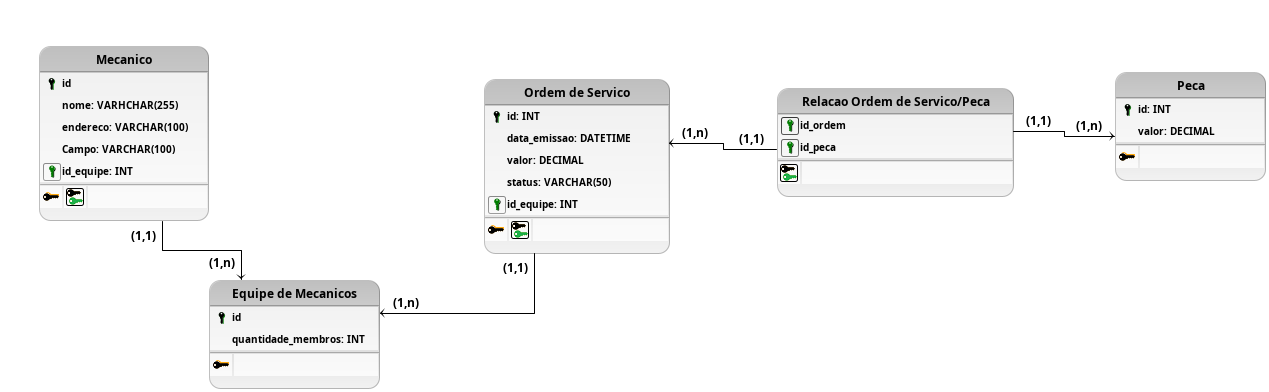 Mecanico
id
nome: VARHCHAR(255)
endereco: VARCHAR(100)
Campo: VARCHAR(100)
id_equipe: INT
(1,1)
(1,n)
Equipe de Mecanicos
id
quantidade_membros: INT
Ordem de Servico
id: INT
data_emissao: DATETIME
valor: DECIMAL
status: VARCHAR(50)
id_equipe: INT
(1,1)
(1,n)
(1,n)
(1,1)
Relacao Ordem de Servico/Peca
id_ordem
id_peca
(1,1)
(1,n)
Peca
id: INT
valor: DECIMAL